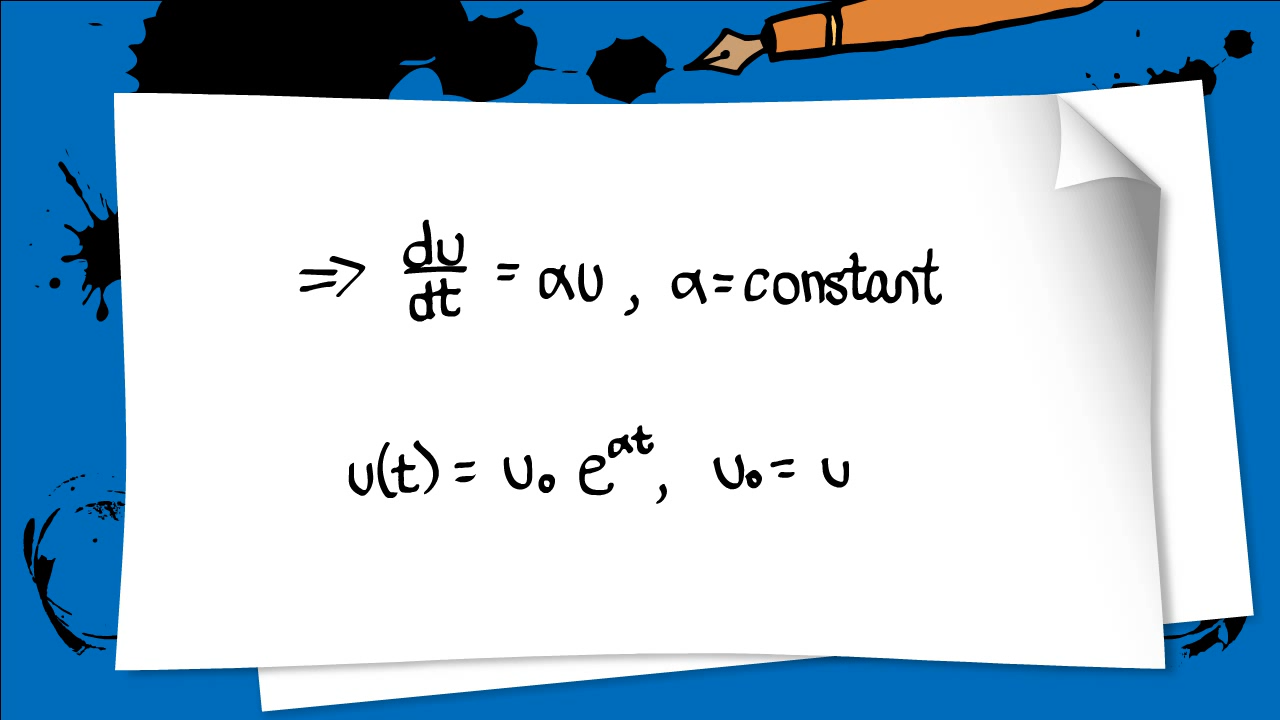 ⇒ du/dt = αu, α = constant
u(t) = u₀ e^αt, u₀ = u